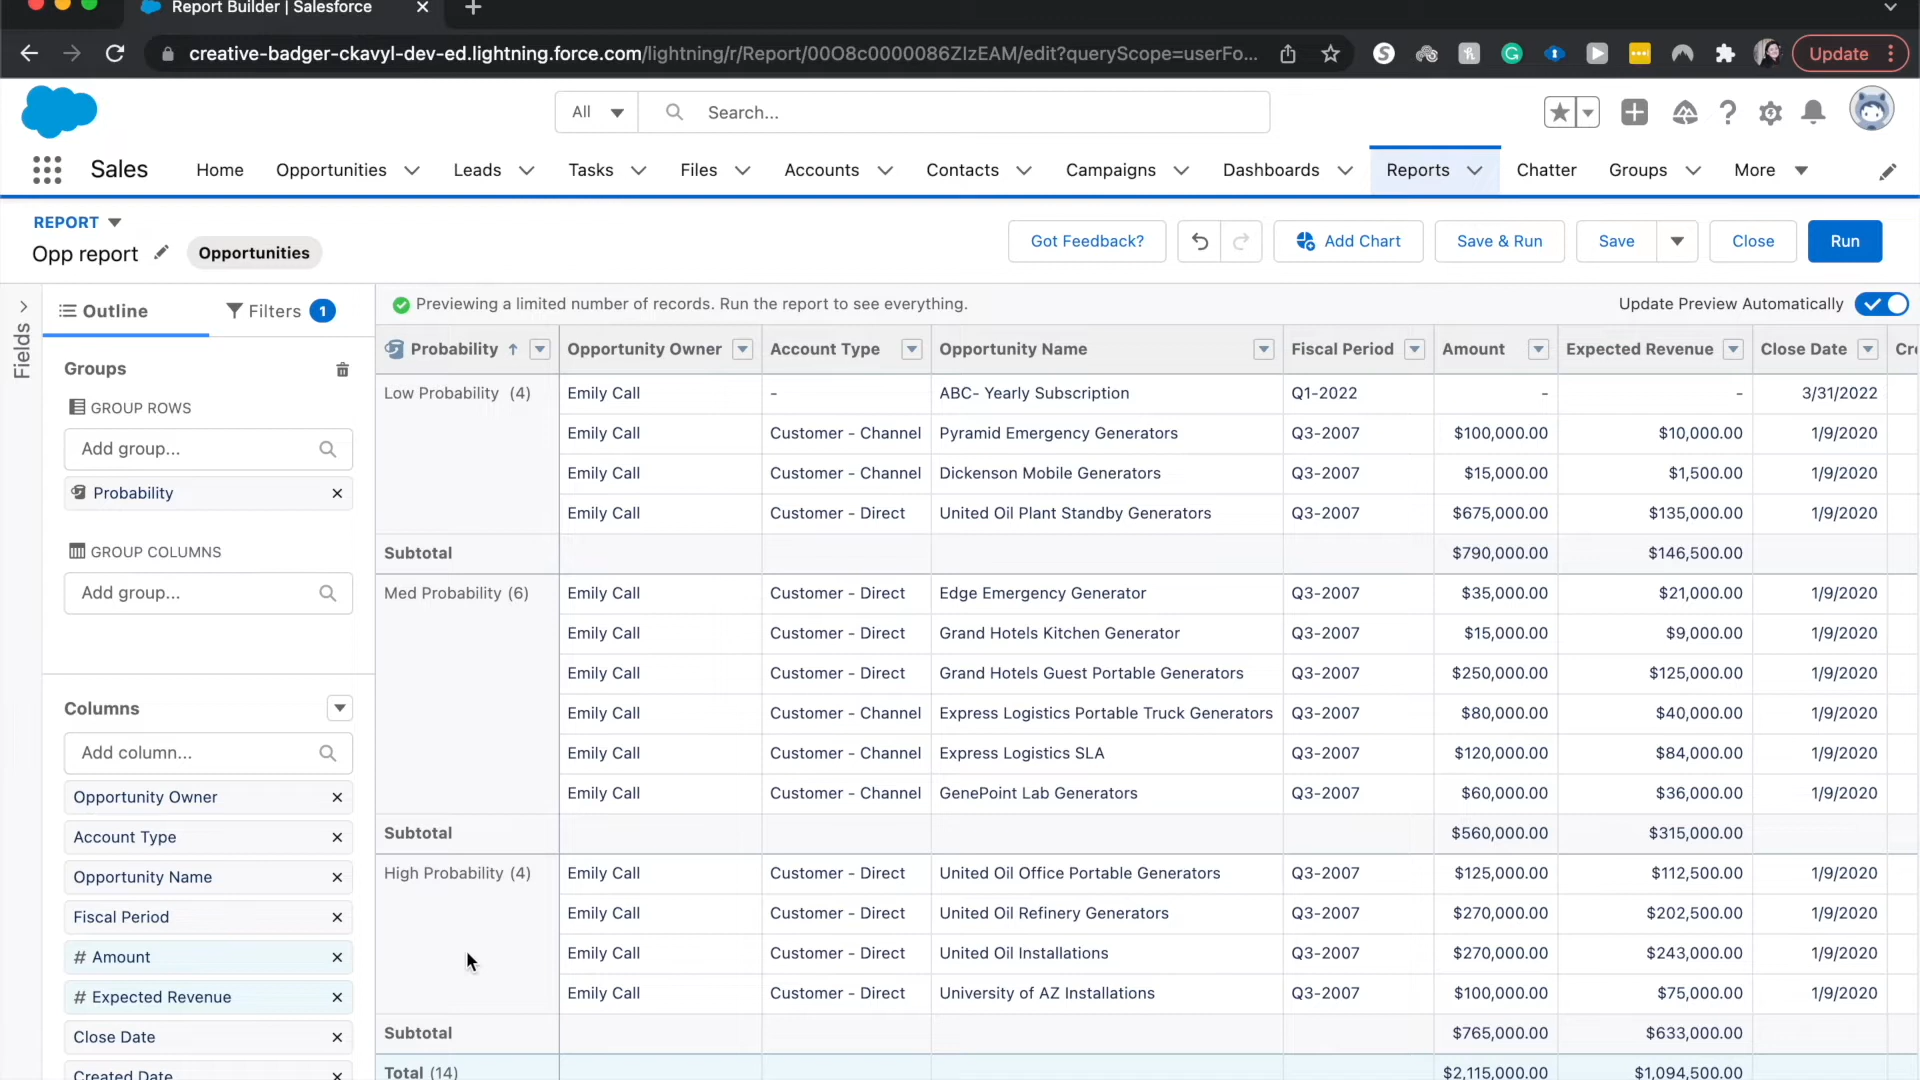 Report Builder | Salesforce
creative-badger-ckavyl-dev-ed.lightning.force.com/lightning/r/Report/00O8c0000086ZIzEAM/edit?queryScope=userFo...
Update
All
Search...
Sales
Home
Opportunities
Leads
Tasks
Files
Accounts
Contacts
Campaigns
Dashboards
Reports
Chatter
Groups
More
REPORT
Opp report
Opportunities
Got Feedback?
Add Chart
Save & Run
Save
Close
Run
Fields
Outline
Filters 1
Previewing a limited number of records. Run the report to see everything.
Update Preview Automatically
Groups
GROUP ROWS
Add group...
Probability
GROUP COLUMNS
Add group...
Columns
Add column...
Opportunity Owner
Account Type
Opportunity Name
Fiscal Period
# Amount
# Expected Revenue
Close Date
Created Date
Probability ↑ Opportunity Owner Account Type Opportunity Name Fiscal Period Amount Expected Revenue Close Date Cr
Low Probability (4) Emily Call - ABC- Yearly Subscription Q1-2022 - - 3/31/2022
Emily Call Customer - Channel Pyramid Emergency Generators Q3-2007 $100,000.00 $10,000.00 1/9/2020
Emily Call Customer - Channel Dickenson Mobile Generators Q3-2007 $15,000.00 $1,500.00 1/9/2020
Emily Call Customer - Direct United Oil Plant Standby Generators Q3-2007 $675,000.00 $135,000.00 1/9/2020
Subtotal $790,000.00 $146,500.00
Med Probability (6) Emily Call Customer - Direct Edge Emergency Generator Q3-2007 $35,000.00 $21,000.00 1/9/2020
Emily Call Customer - Direct Grand Hotels Kitchen Generator Q3-2007 $15,000.00 $9,000.00 1/9/2020
Emily Call Customer - Direct Grand Hotels Guest Portable Generators Q3-2007 $250,000.00 $125,000.00 1/9/2020
Emily Call Customer - Channel Express Logistics Portable Truck Generators Q3-2007 $80,000.00 $40,000.00 1/9/2020
Emily Call Customer - Channel Express Logistics SLA Q3-2007 $120,000.00 $84,000.00 1/9/2020
Emily Call Customer - Channel GenePoint Lab Generators Q3-2007 $60,000.00 $36,000.00 1/9/2020
Subtotal $560,000.00 $315,000.00
High Probability (4) Emily Call Customer - Direct United Oil Office Portable Generators Q3-2007 $125,000.00 $112,500.00 1/9/2020
Emily Call Customer - Direct United Oil Refinery Generators Q3-2007 $270,000.00 $202,500.00 1/9/2020
Emily Call Customer - Direct United Oil Installations Q3-2007 $270,000.00 $243,000.00 1/9/2020
Emily Call Customer - Direct University of AZ Installations Q3-2007 $100,000.00 $75,000.00 1/9/2020
Subtotal $765,000.00 $633,000.00
Total (14) $2,115,000.00 $1,094,500.00